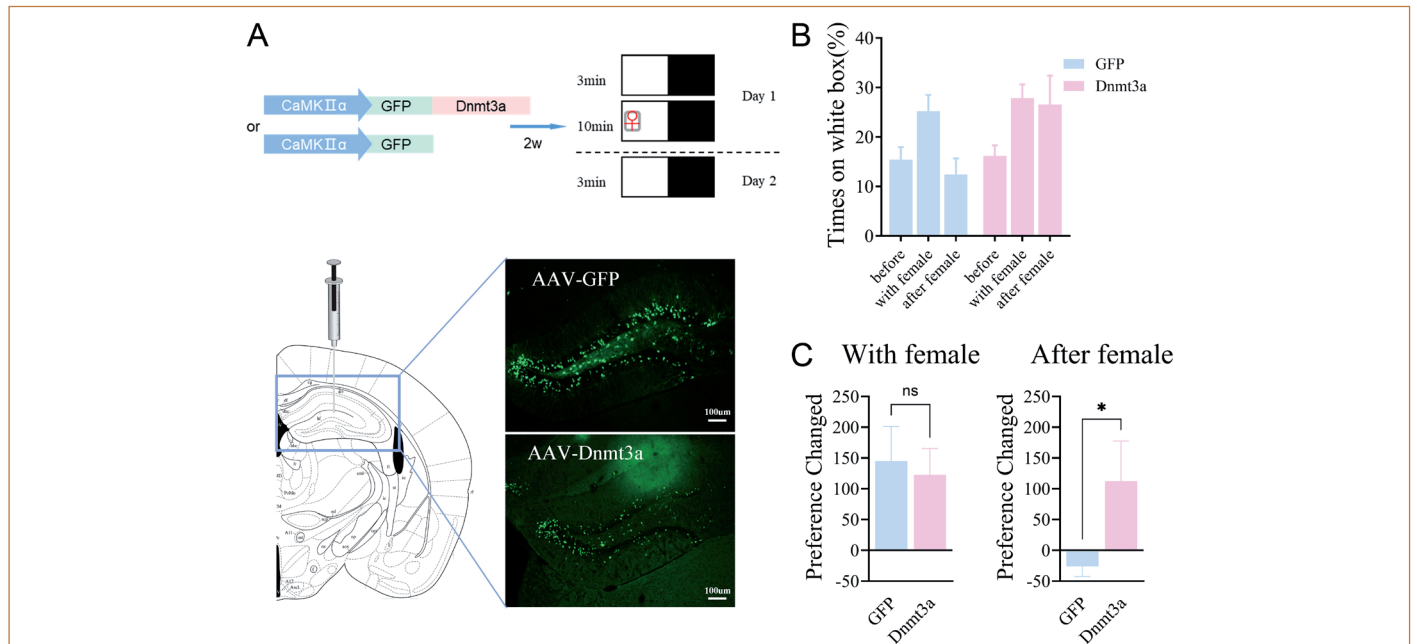 A
CaMKⅡα GFP Dnmt3a
or
CaMKⅡα GFP
2w
3min
10min
Day 1
3min
Day 2
AAV-GFP
100um
AAV-Dnmt3a
100um
B
Times on white box(%)
40
30
20
10
0
GFP
Dnmt3a
before
with female
after female
before
with female
after female
C
With female
Preference Changed
250
200
150
100
50
0
-50
ns
GFP
Dnmt3a
After female
Preference Changed
250
200
150
100
50
0
-50
*
GFP
Dnmt3a